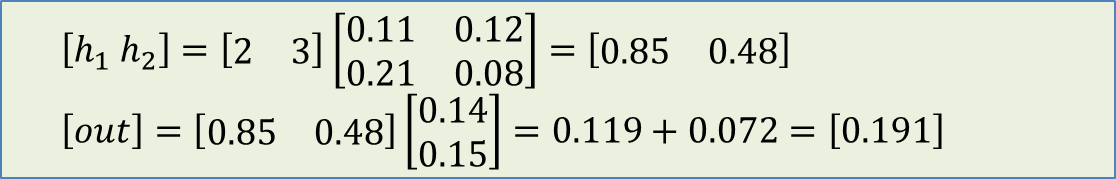 [h₁ h₂] = [2 3] [0.11 0.12
0.21 0.08] = [0.85 0.48]
[out] = [0.85 0.48] [0.14
0.15] = 0.119 + 0.072 = [0.191]